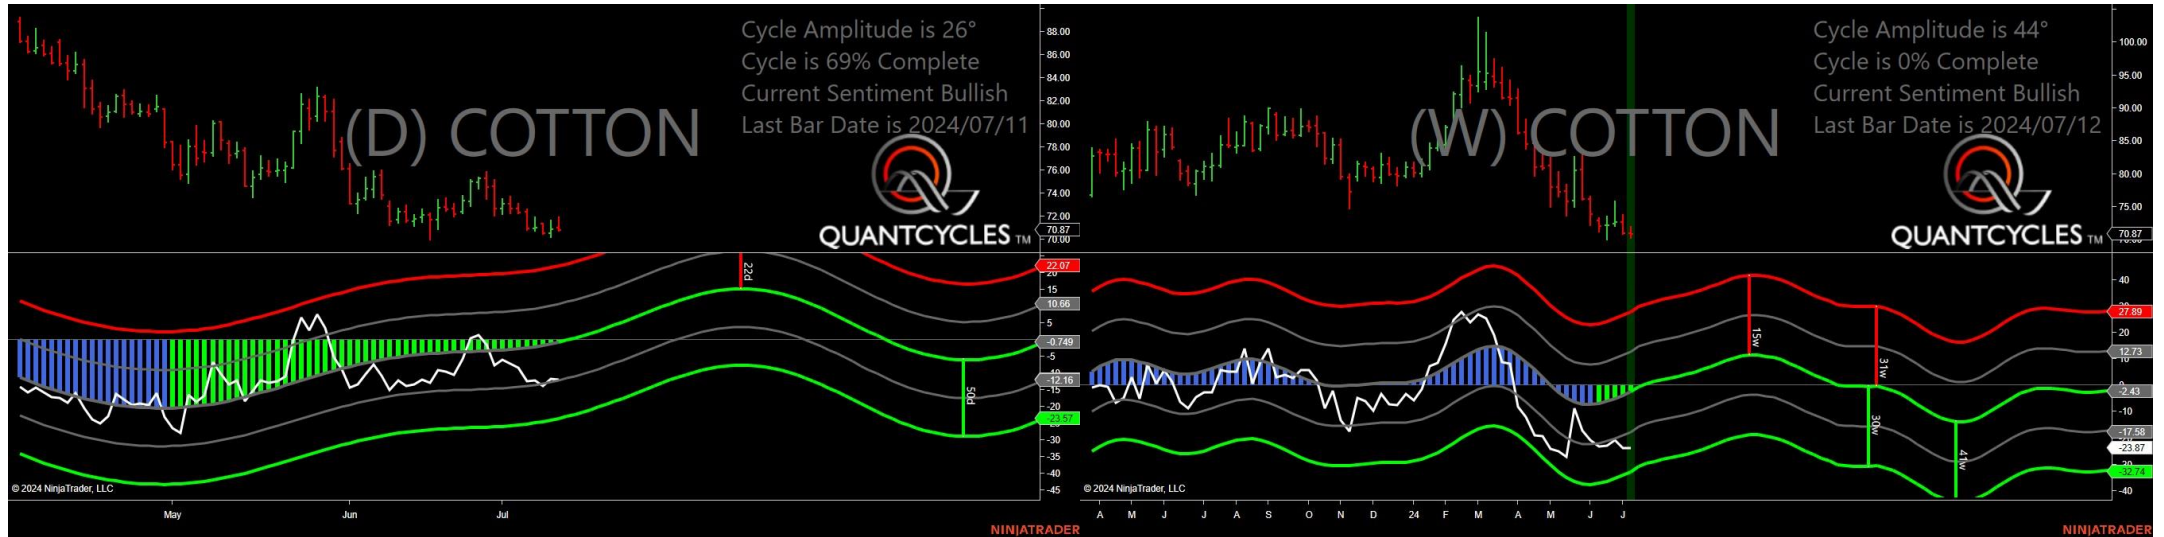 Cycle Amplitude is 26°
Cycle is 69% Complete
Current Sentiment Bullish
Last Bar Date is 2024/07/11
(D) COTTON
QUANTCYCLES TM
88.00
86.00
84.00
82.00
80.00
78.00
76.00
74.00
72.00
70.87
70.00
22d
50d
22.07
20
15
10.66
5
-0.749
-5
-12.16
-15
-20
-23.57
-30
-35
-40
-45
© 2024 NinjaTrader, LLC
May Jun Jul
NINJATRADER
Cycle Amplitude is 44°
Cycle is 0% Complete
Current Sentiment Bullish
Last Bar Date is 2024/07/12
(W) COTTON
QUANTCYCLES TM
100.00
95.00
90.00
85.00
80.00
75.00
70.87
15w
31w
30w
41w
40
27.89
20
12.73
-2.43
-10
-17.58
-23.87
-32.74
-40
© 2024 NinjaTrader, LLC
A M J J A S O N D 24 F M A M J J
NINJATRADER